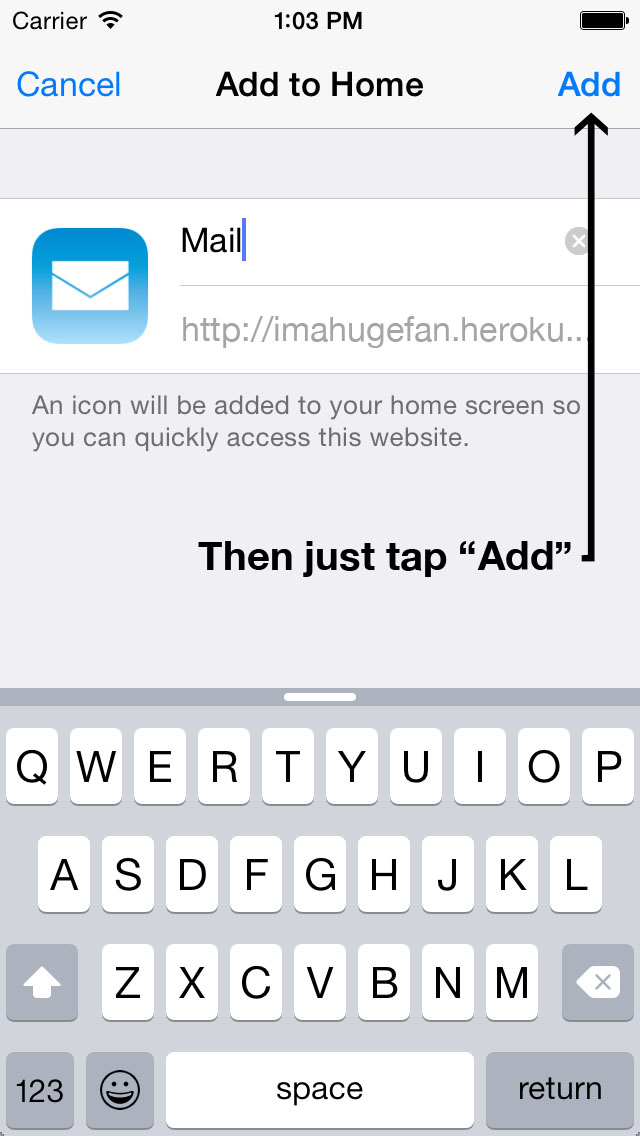 Carrier 1:03 PM
Cancel Add to Home Add
Mail
http://imahugefan.heroku...
An icon will be added to your home screen so
you can quickly access this website.
Then just tap “Add”
Q W E R T Y U I O P
A S D F G H J K L
Z X C V B N M
123 space return